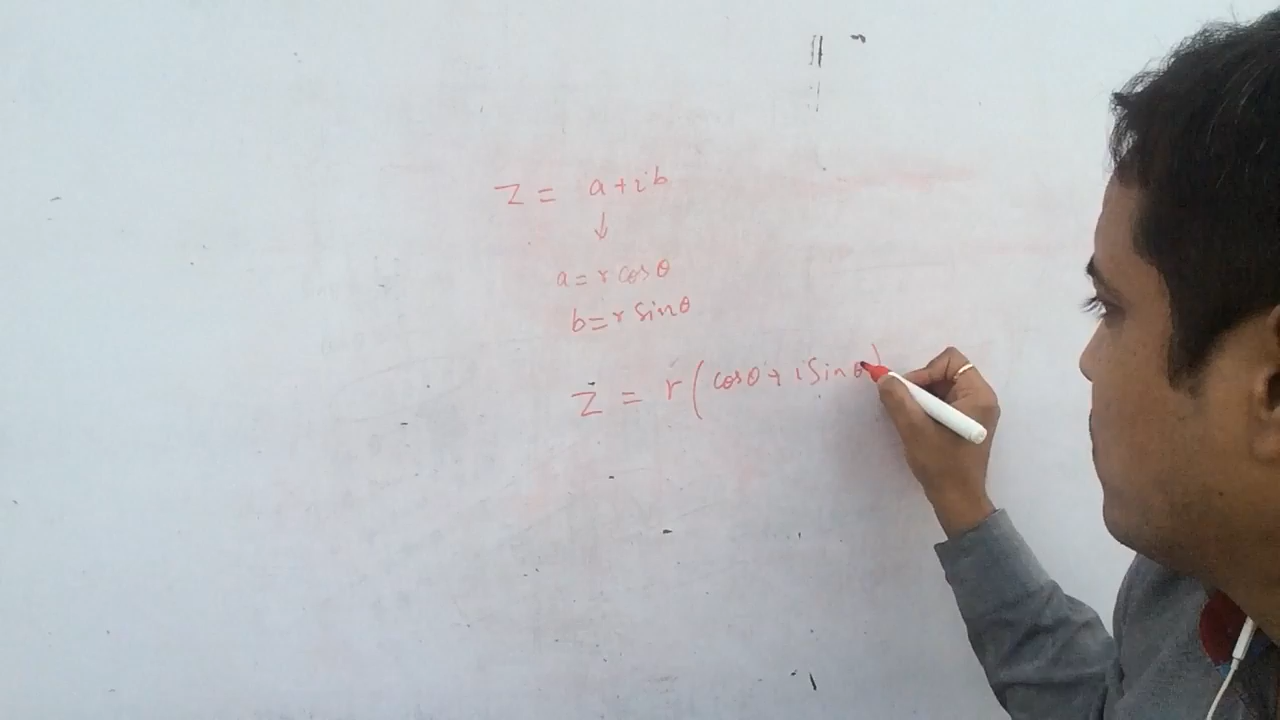 z = a+ib
↓
a = r cosθ
b = r sinθ
z = r(cosθ + i sinθ)